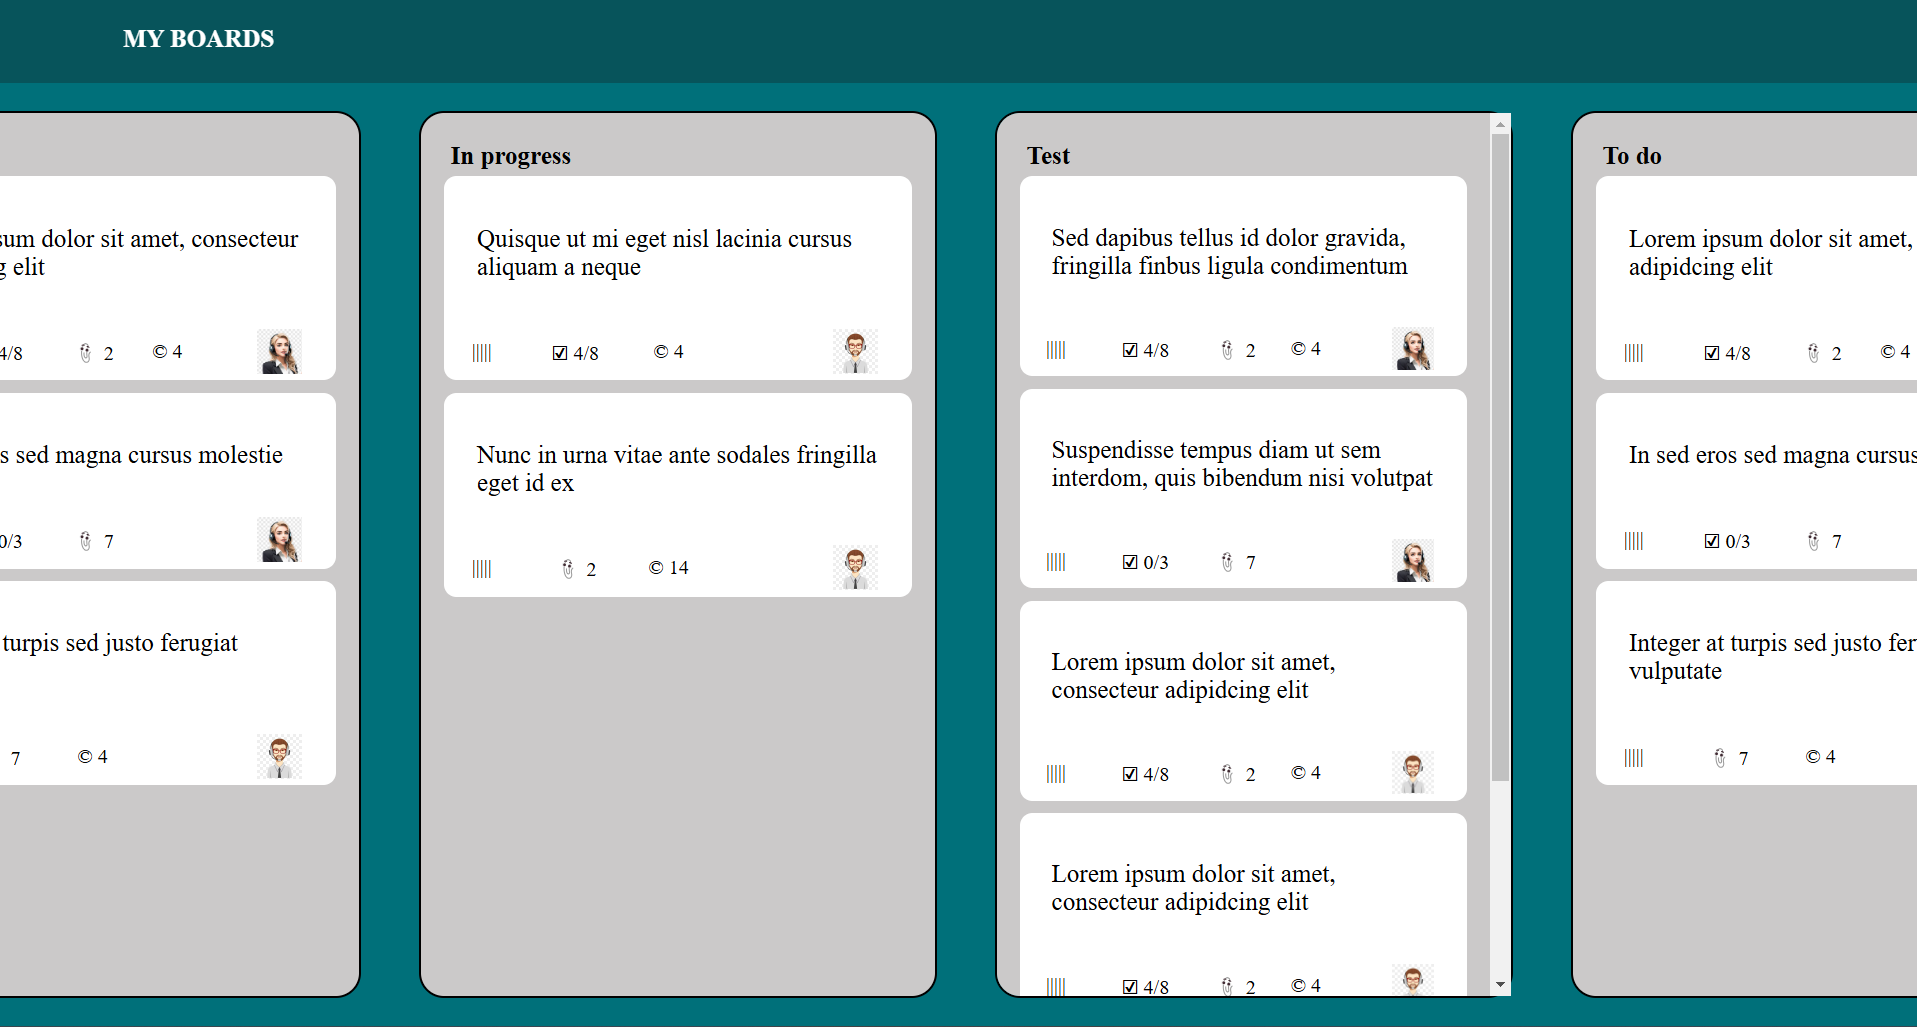 MY BOARDS
sum dolor sit amet, consecteur
g elit
4/8 2 © 4
s sed magna cursus molestie
0/3 7
turpis sed justo ferugiat
7 © 4
In progress
Quisque ut mi eget nisl lacinia cursus
aliquam a neque
|||||  ☑ 4/8 © 4
Nunc in urna vitae ante sodales fringilla
eget id ex
||||| 2 © 14
Test
Sed dapibus tellus id dolor gravida,
fringilla finbus ligula condimentum
||||| ☑ 4/8 2 © 4
Suspendisse tempus diam ut sem
interdom, quis bibendum nisi volutpat
||||| ☑ 0/3 7
Lorem ipsum dolor sit amet,
consecteur adipidcing elit
||||| ☑ 4/8 2 © 4
Lorem ipsum dolor sit amet,
consecteur adipidcing elit
||||| ☑ 4/8 2 © 4
To do
Lorem ipsum dolor sit amet,
adipidcing elit
||||| ☑ 4/8 2 © 4
In sed eros sed magna cursus
||||| ☑ 0/3 7
Integer at turpis sed justo fer
vulputate
||||| 7 © 4